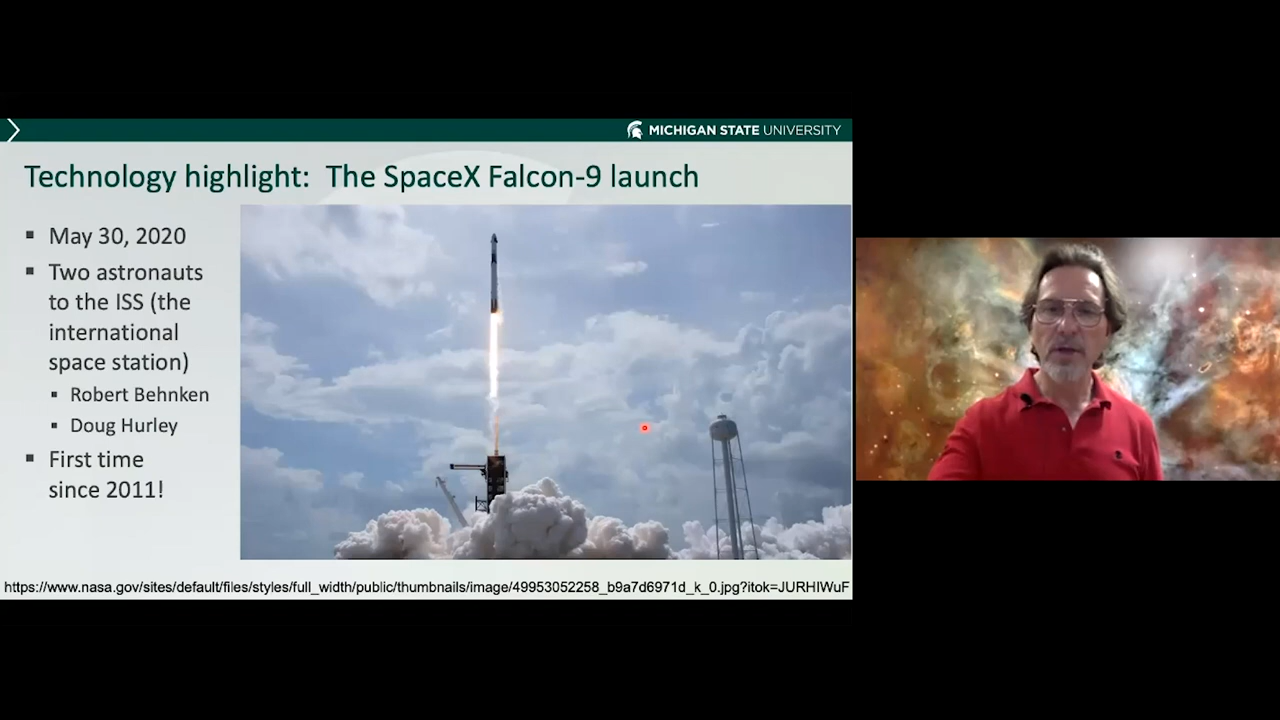 MICHIGAN STATE UNIVERSITY
Technology highlight: The SpaceX Falcon-9 launch
May 30, 2020
Two astronauts
to the ISS (the
international
space station)
Robert Behnken
Doug Hurley
First time
since 2011!
https://www.nasa.gov/sites/default/files/styles/full_width/public/thumbnails/image/49953052258_b9a7d6971d_k_0.jpg?itok=JURHIWuF